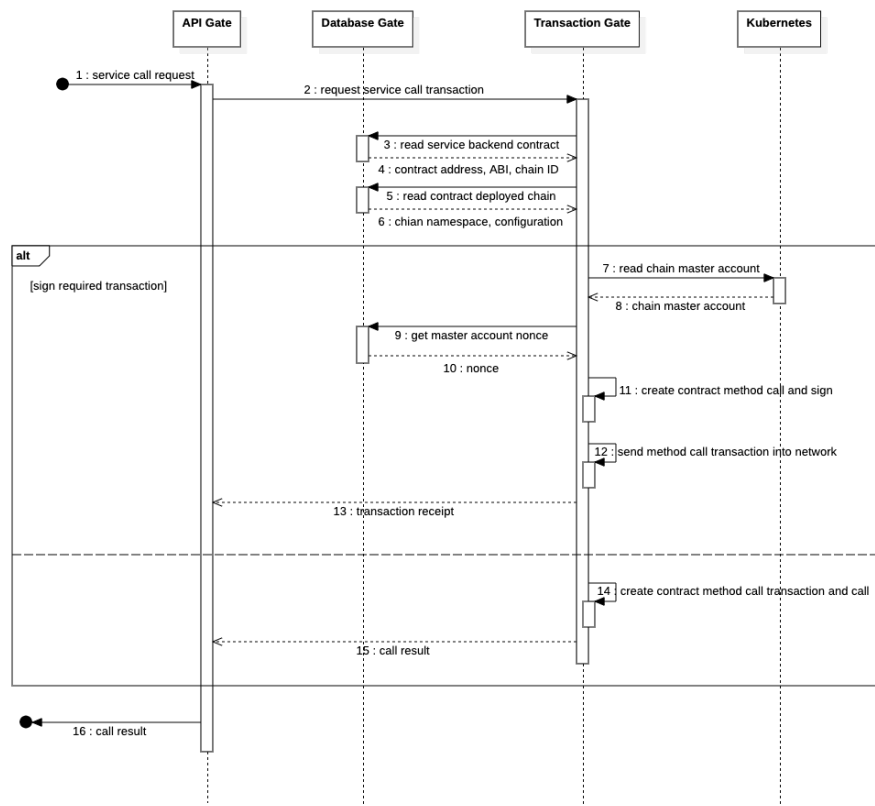 API Gate
Database Gate
Transaction Gate
Kubernetes
1 : service call request
2 : request service call transaction
3 : read service backend contract
4 : contract address, ABI, chain ID
5 : read contract deployed chain
6 : chian namespace, configuration
alt
[sign required transaction]
7 : read chain master account
8 : chain master account
9 : get master account nonce
10 : nonce
11 : create contract method call and sign
12 : send method call transaction into network
13 : transaction receipt
14 : create contract method call transaction and call
15 : call result
16 : call result